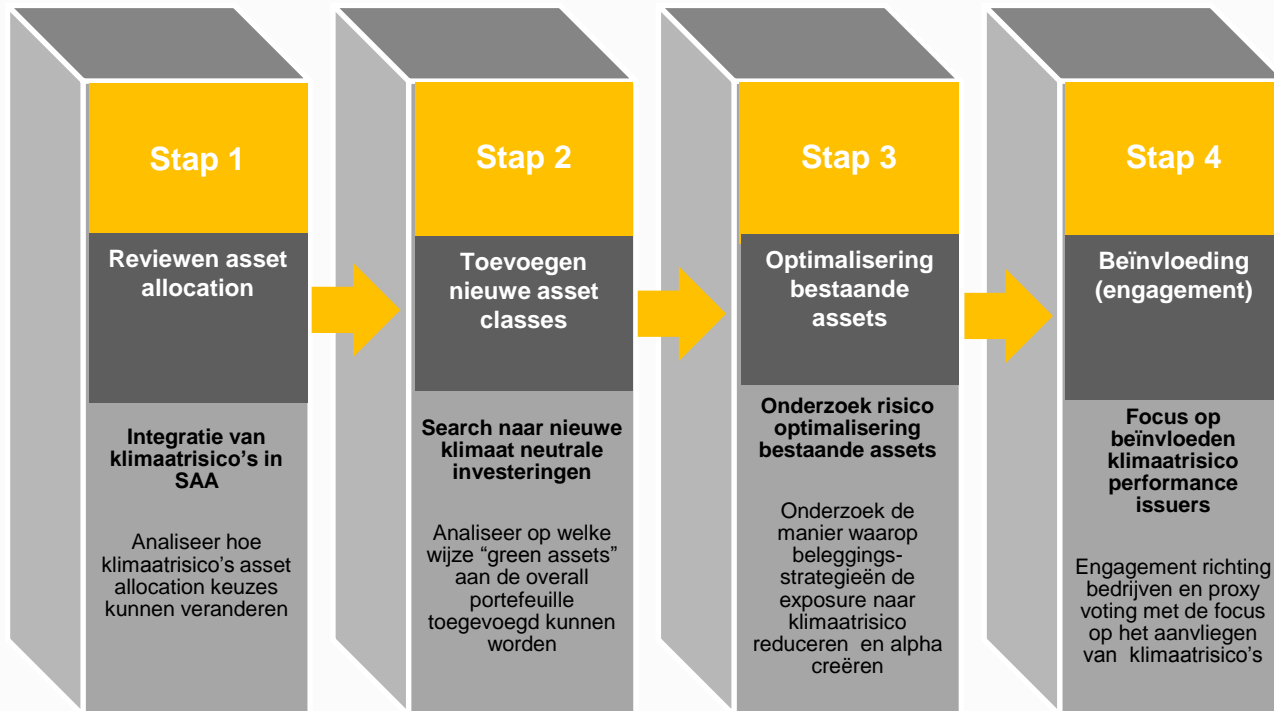 Stap 1
Reviewen asset
allocation
Integratie van
klimaatrisico’s in
SAA
Analiseer hoe
klimaatrisico’s asset
allocation keuzes
kunnen veranderen
Stap 2
Toevoegen
nieuwe asset
classes
Search naar nieuwe
klimaat neutrale
investeringen
Analiseer op welke
wijze “green assets”
aan de overall
portefeuille
toegevoegd kunnen
worden
Stap 3
Optimalisering
bestaande
assets
Onderzoek risico
optimalisering
bestaande assets
Onderzoek de
manier waarop
beleggings-
strategieën de
exposure naar
klimaatrisico
reduceren en alpha
creëren
Stap 4
Beïnvloeding
(engagement)
Focus op
beïnvloeden
klimaatrisico
performance
issuers
Engagement richting
bedrijven en proxy
voting met de focus
op het aanvliegen
van klimaatrisico’s